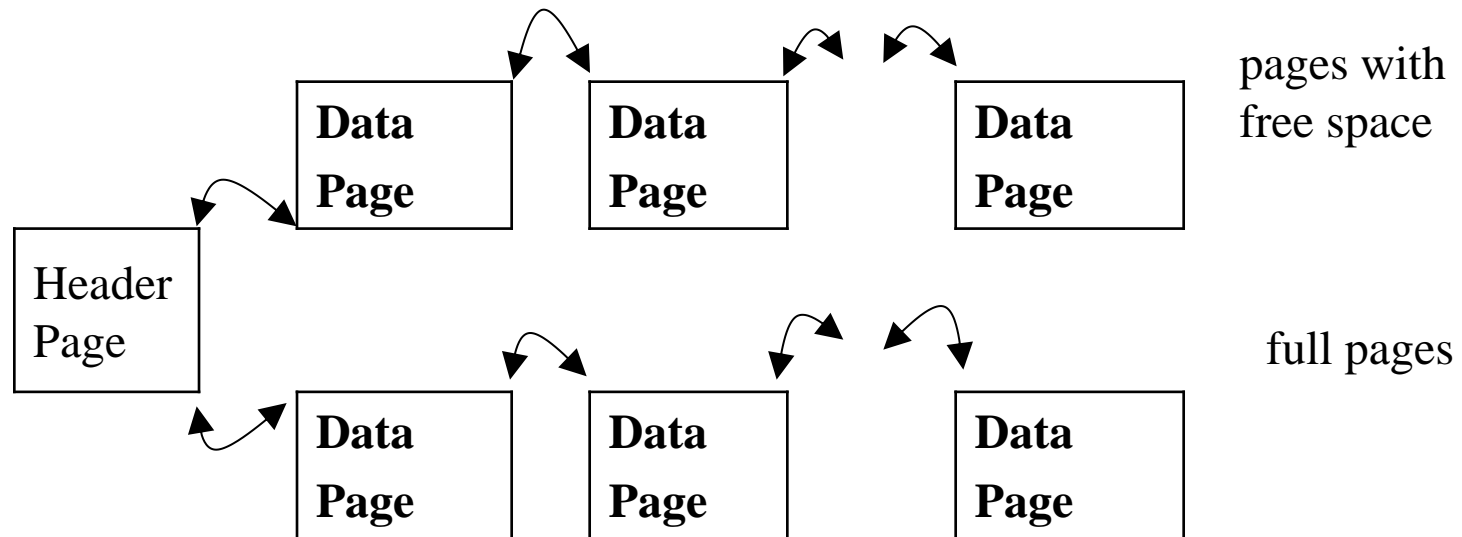 Data
Page
Data
Page
Data
Page
pages with
free space
Header
Page
full pages
Data
Page
Data
Page
Data
Page